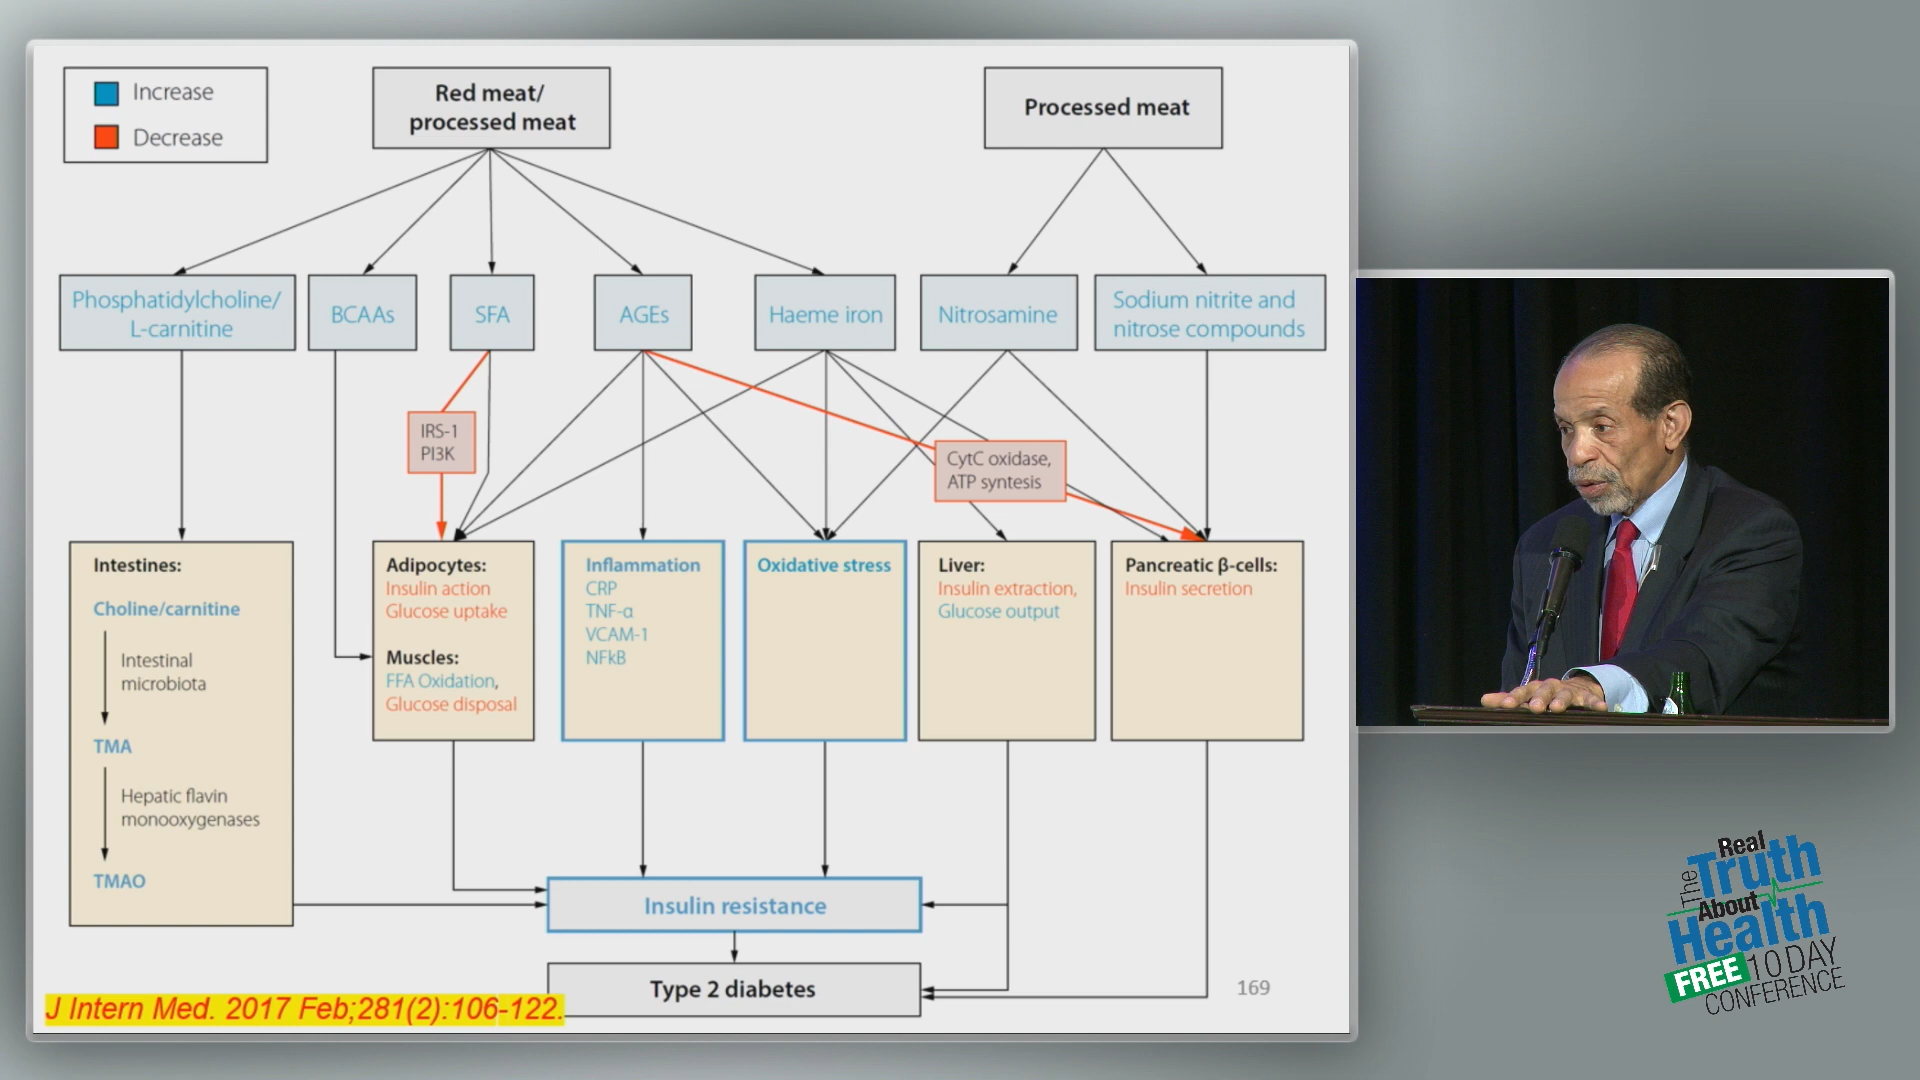 Increase
Decrease
Red meat/
processed meat
Processed meat
Phosphatidylcholine/
L-carnitine
BCAAs
SFA
AGEs
Haeme iron
Nitrosamine
Sodium nitrite and
nitrose compounds
IRS-1
PI3K
CytC oxidase,
ATP syntesis
Intestines:
Choline/carnitine
Intestinal
microbiota
TMA
Hepatic flavin
monooxygenases
TMAO
Adipocytes:
Insulin action
Glucose uptake
Muscles:
FFA Oxidation,
Glucose disposal
Inflammation
CRP
TNF-α
VCAM-1
NFkB
Oxidative stress
Liver:
Insulin extraction,
Glucose output
Pancreatic β-cells:
Insulin secretion
Insulin resistance
Type 2 diabetes
169
J Intern Med. 2017 Feb;281(2):106-122.
The Real
Truth
About
Health
FREE 10 DAY
CONFERENCE